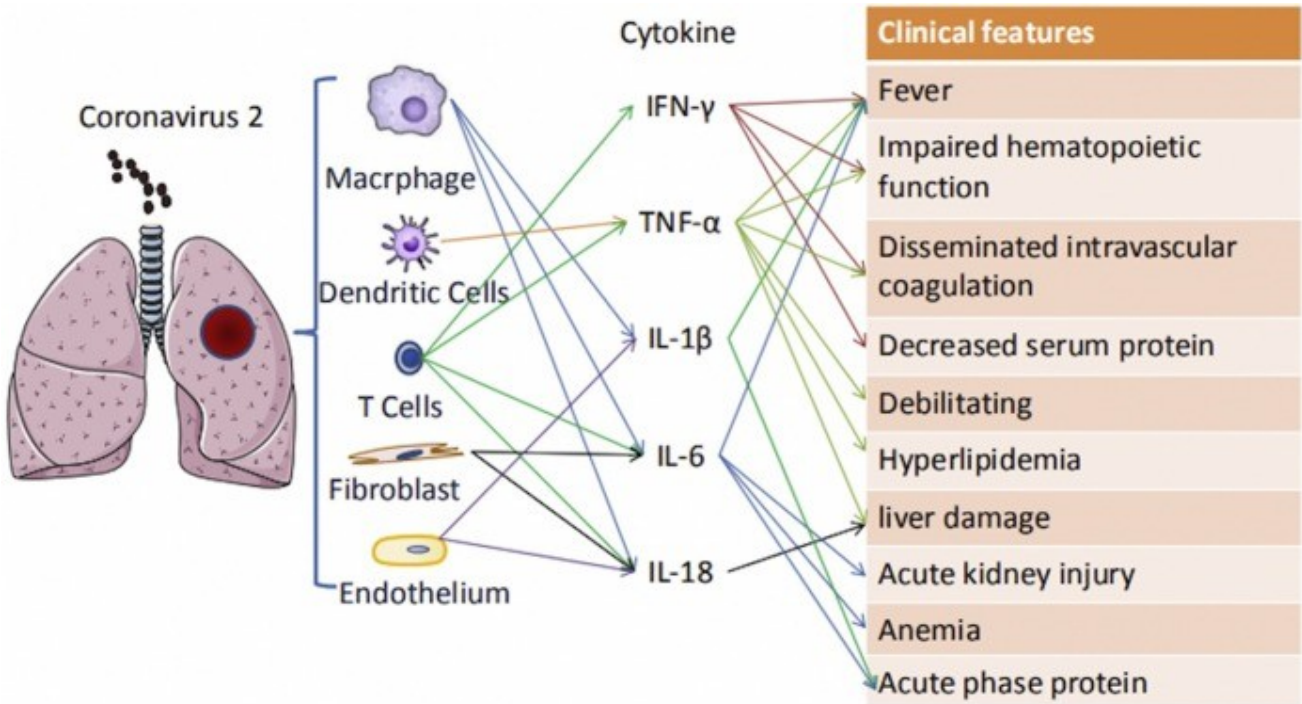 Coronavirus 2
Macrphage
Dendritic Cells
T Cells
Fibroblast
Endothelium
Cytokine
IFN-γ
TNF-α
IL-1β
IL-6
IL-18
Clinical features
Fever
Impaired hematopoietic
function
Disseminated intravascular
coagulation
Decreased serum protein
Debilitating
Hyperlipidemia
liver damage
Acute kidney injury
Anemia
Acute phase protein